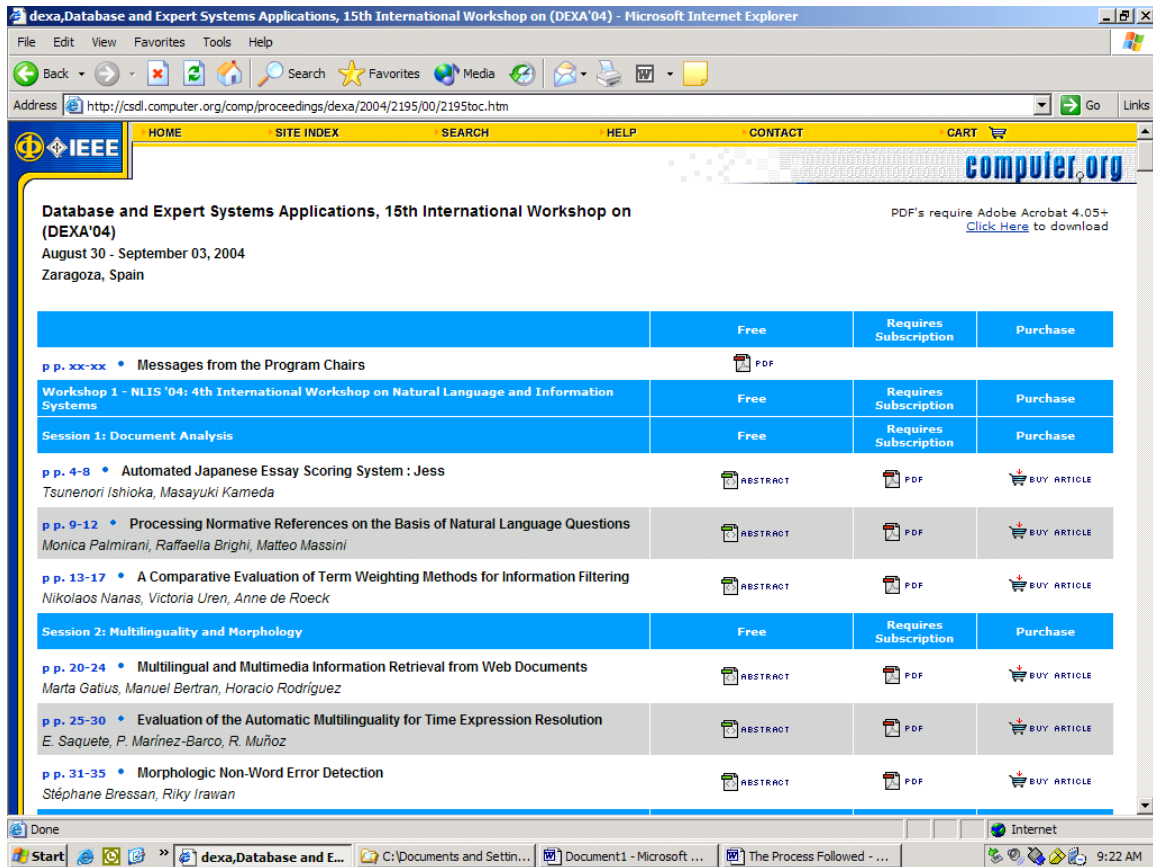 dexa,Database and Expert Systems Applications, 15th International Workshop on (DEXA'04) - Microsoft Internet Explorer
File Edit View Favorites Tools Help
Back Search Favorites Media
Address http://csdl.computer.org/comp/proceedings/dexa/2004/2195/00/2195toc.htm Go Links
IEEE HOME SITE INDEX SEARCH HELP CONTACT CART
computer.org
Database and Expert Systems Applications, 15th International Workshop on
(DEXA'04)
August 30 - September 03, 2004
Zaragoza, Spain
PDF's require Adobe Acrobat 4.05+
Click Here to download
Free Requires Subscription Purchase
p p. xx-xx • Messages from the Program Chairs PDF
Workshop 1 - NLIS '04: 4th International Workshop on Natural Language and Information
Systems
Free Requires Subscription Purchase
Session 1: Document Analysis Free Requires Subscription Purchase
p p. 4-8 • Automated Japanese Essay Scoring System : Jess
Tsunenori Ishioka, Masayuki Kameda
ABSTRACT PDF BUY ARTICLE
p p. 9-12 • Processing Normative References on the Basis of Natural Language Questions
Monica Palmirani, Raffaella Brighi, Matteo Massini
ABSTRACT PDF BUY ARTICLE
p p. 13-17 • A Comparative Evaluation of Term Weighting Methods for Information Filtering
Nikolaos Nanas, Victoria Uren, Anne de Roeck
ABSTRACT PDF BUY ARTICLE
Session 2: Multilinguality and Morphology Free Requires Subscription Purchase
p p. 20-24 • Multilingual and Multimedia Information Retrieval from Web Documents
Marta Gatius, Manuel Bertran, Horacio Rodríguez
ABSTRACT PDF BUY ARTICLE
p p. 25-30 • Evaluation of the Automatic Multilinguality for Time Expression Resolution
E. Saquete, P. Marínez-Barco, R. Muñoz
ABSTRACT PDF BUY ARTICLE
p p. 31-35 • Morphologic Non-Word Error Detection
Stéphane Bressan, Riky Irawan
ABSTRACT PDF BUY ARTICLE
Done Internet
Start » dexa,Database and E... C:\Documents and Settin... Document1 - Microsoft ... The Process Followed - ... 9:22 AM